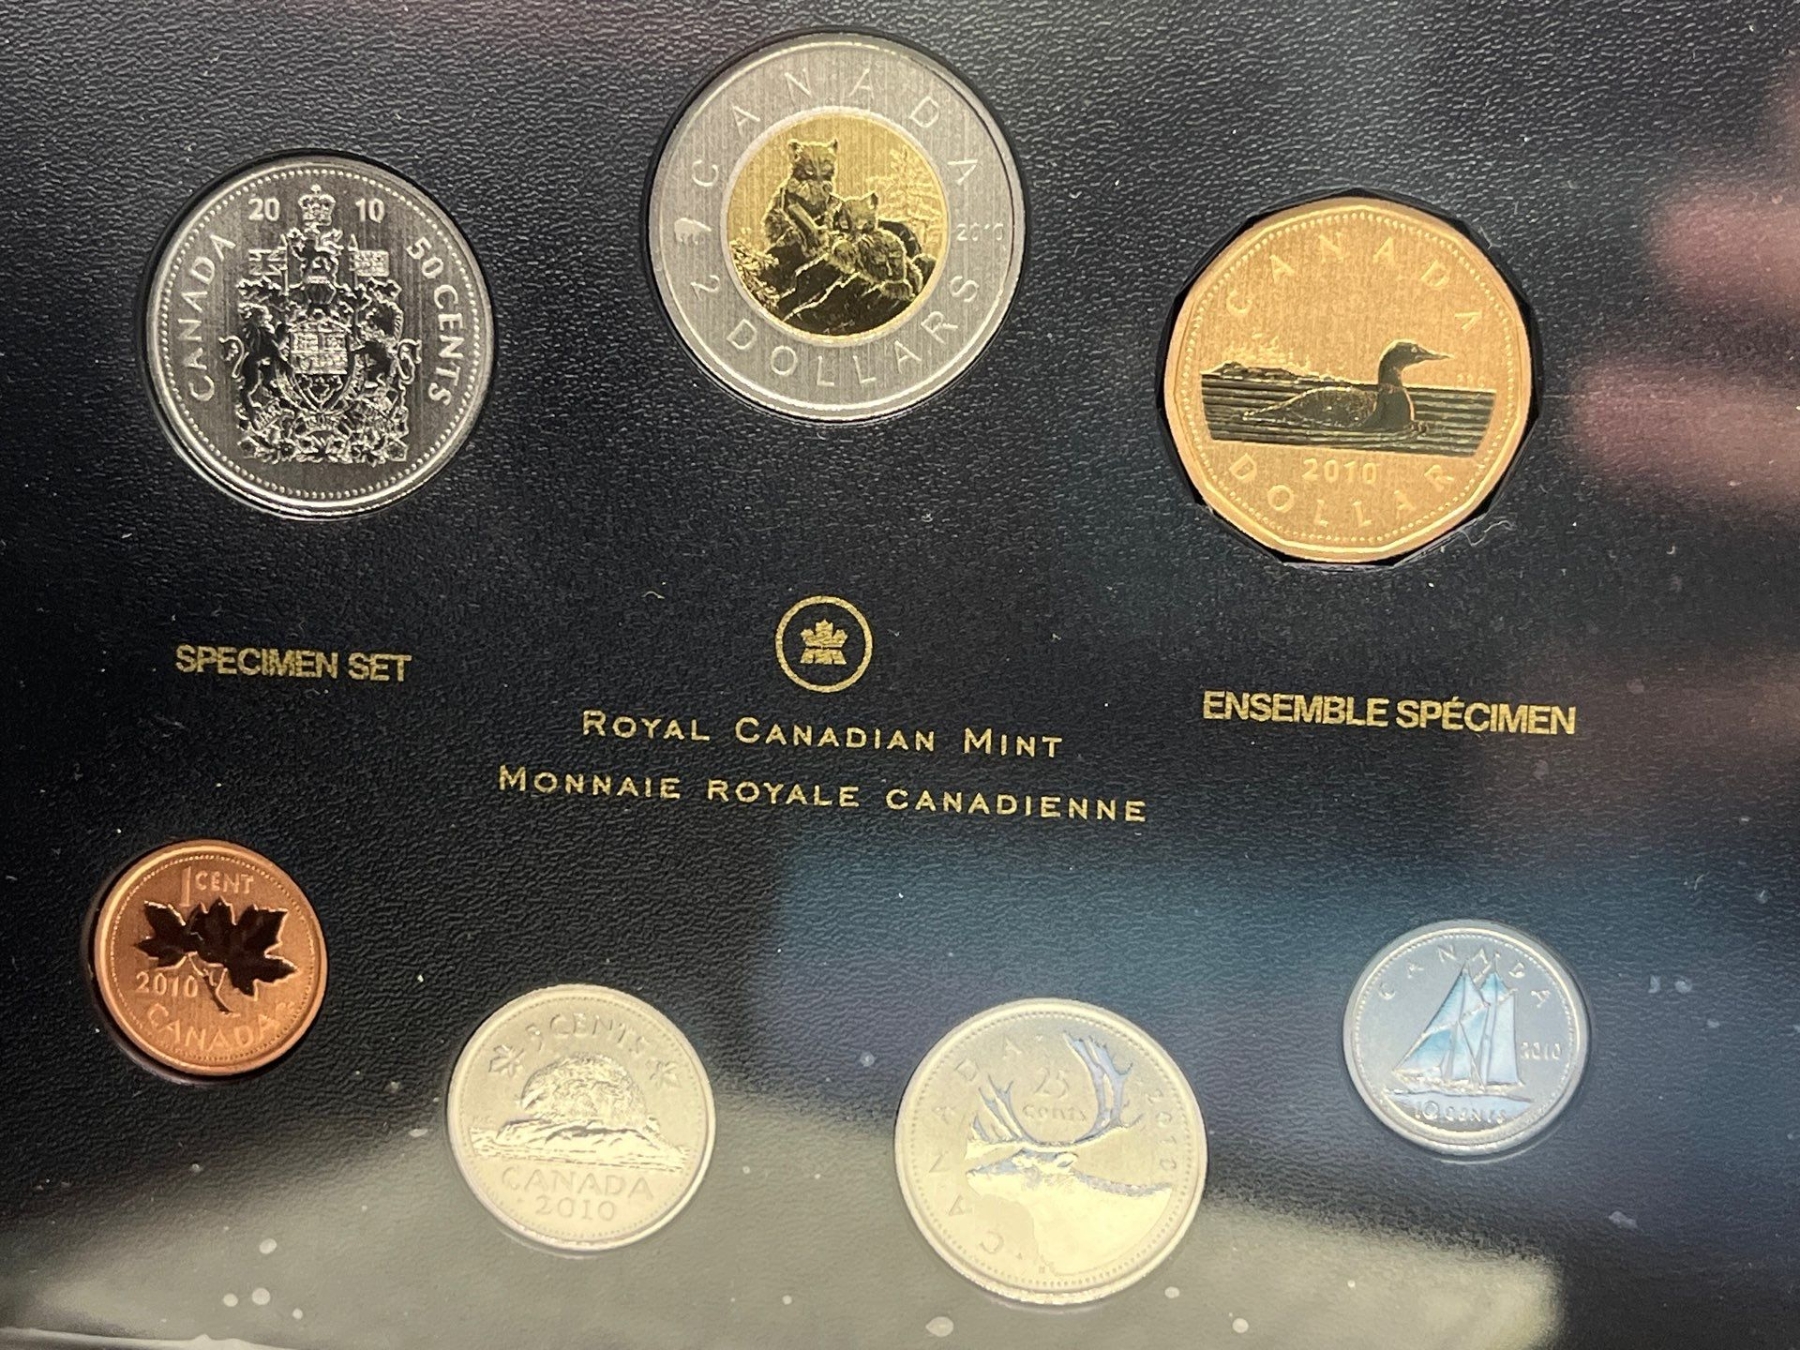 CANADA
2 DOLLARS
2010
CANADA
20 10
50 CENTS
CANADA
2010
DOLLAR
SPECIMEN SET
ROYAL CANADIAN MINT
MONNAIE ROYALE CANADIENNE
ENSEMBLE SPÉCIMEN
1 CENT
2010
CANADA
5 CENTS
CANADA
2010
CANADA 2010
25
cents
CANADA
2010
10 CENTS